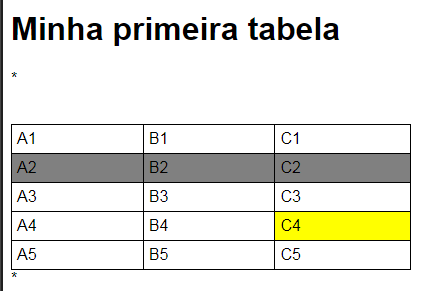 Minha primeira tabela
*
A1 B1 C1
A2 B2 C2
A3 B3 C3
A4 B4 C4
A5 B5 C5
*